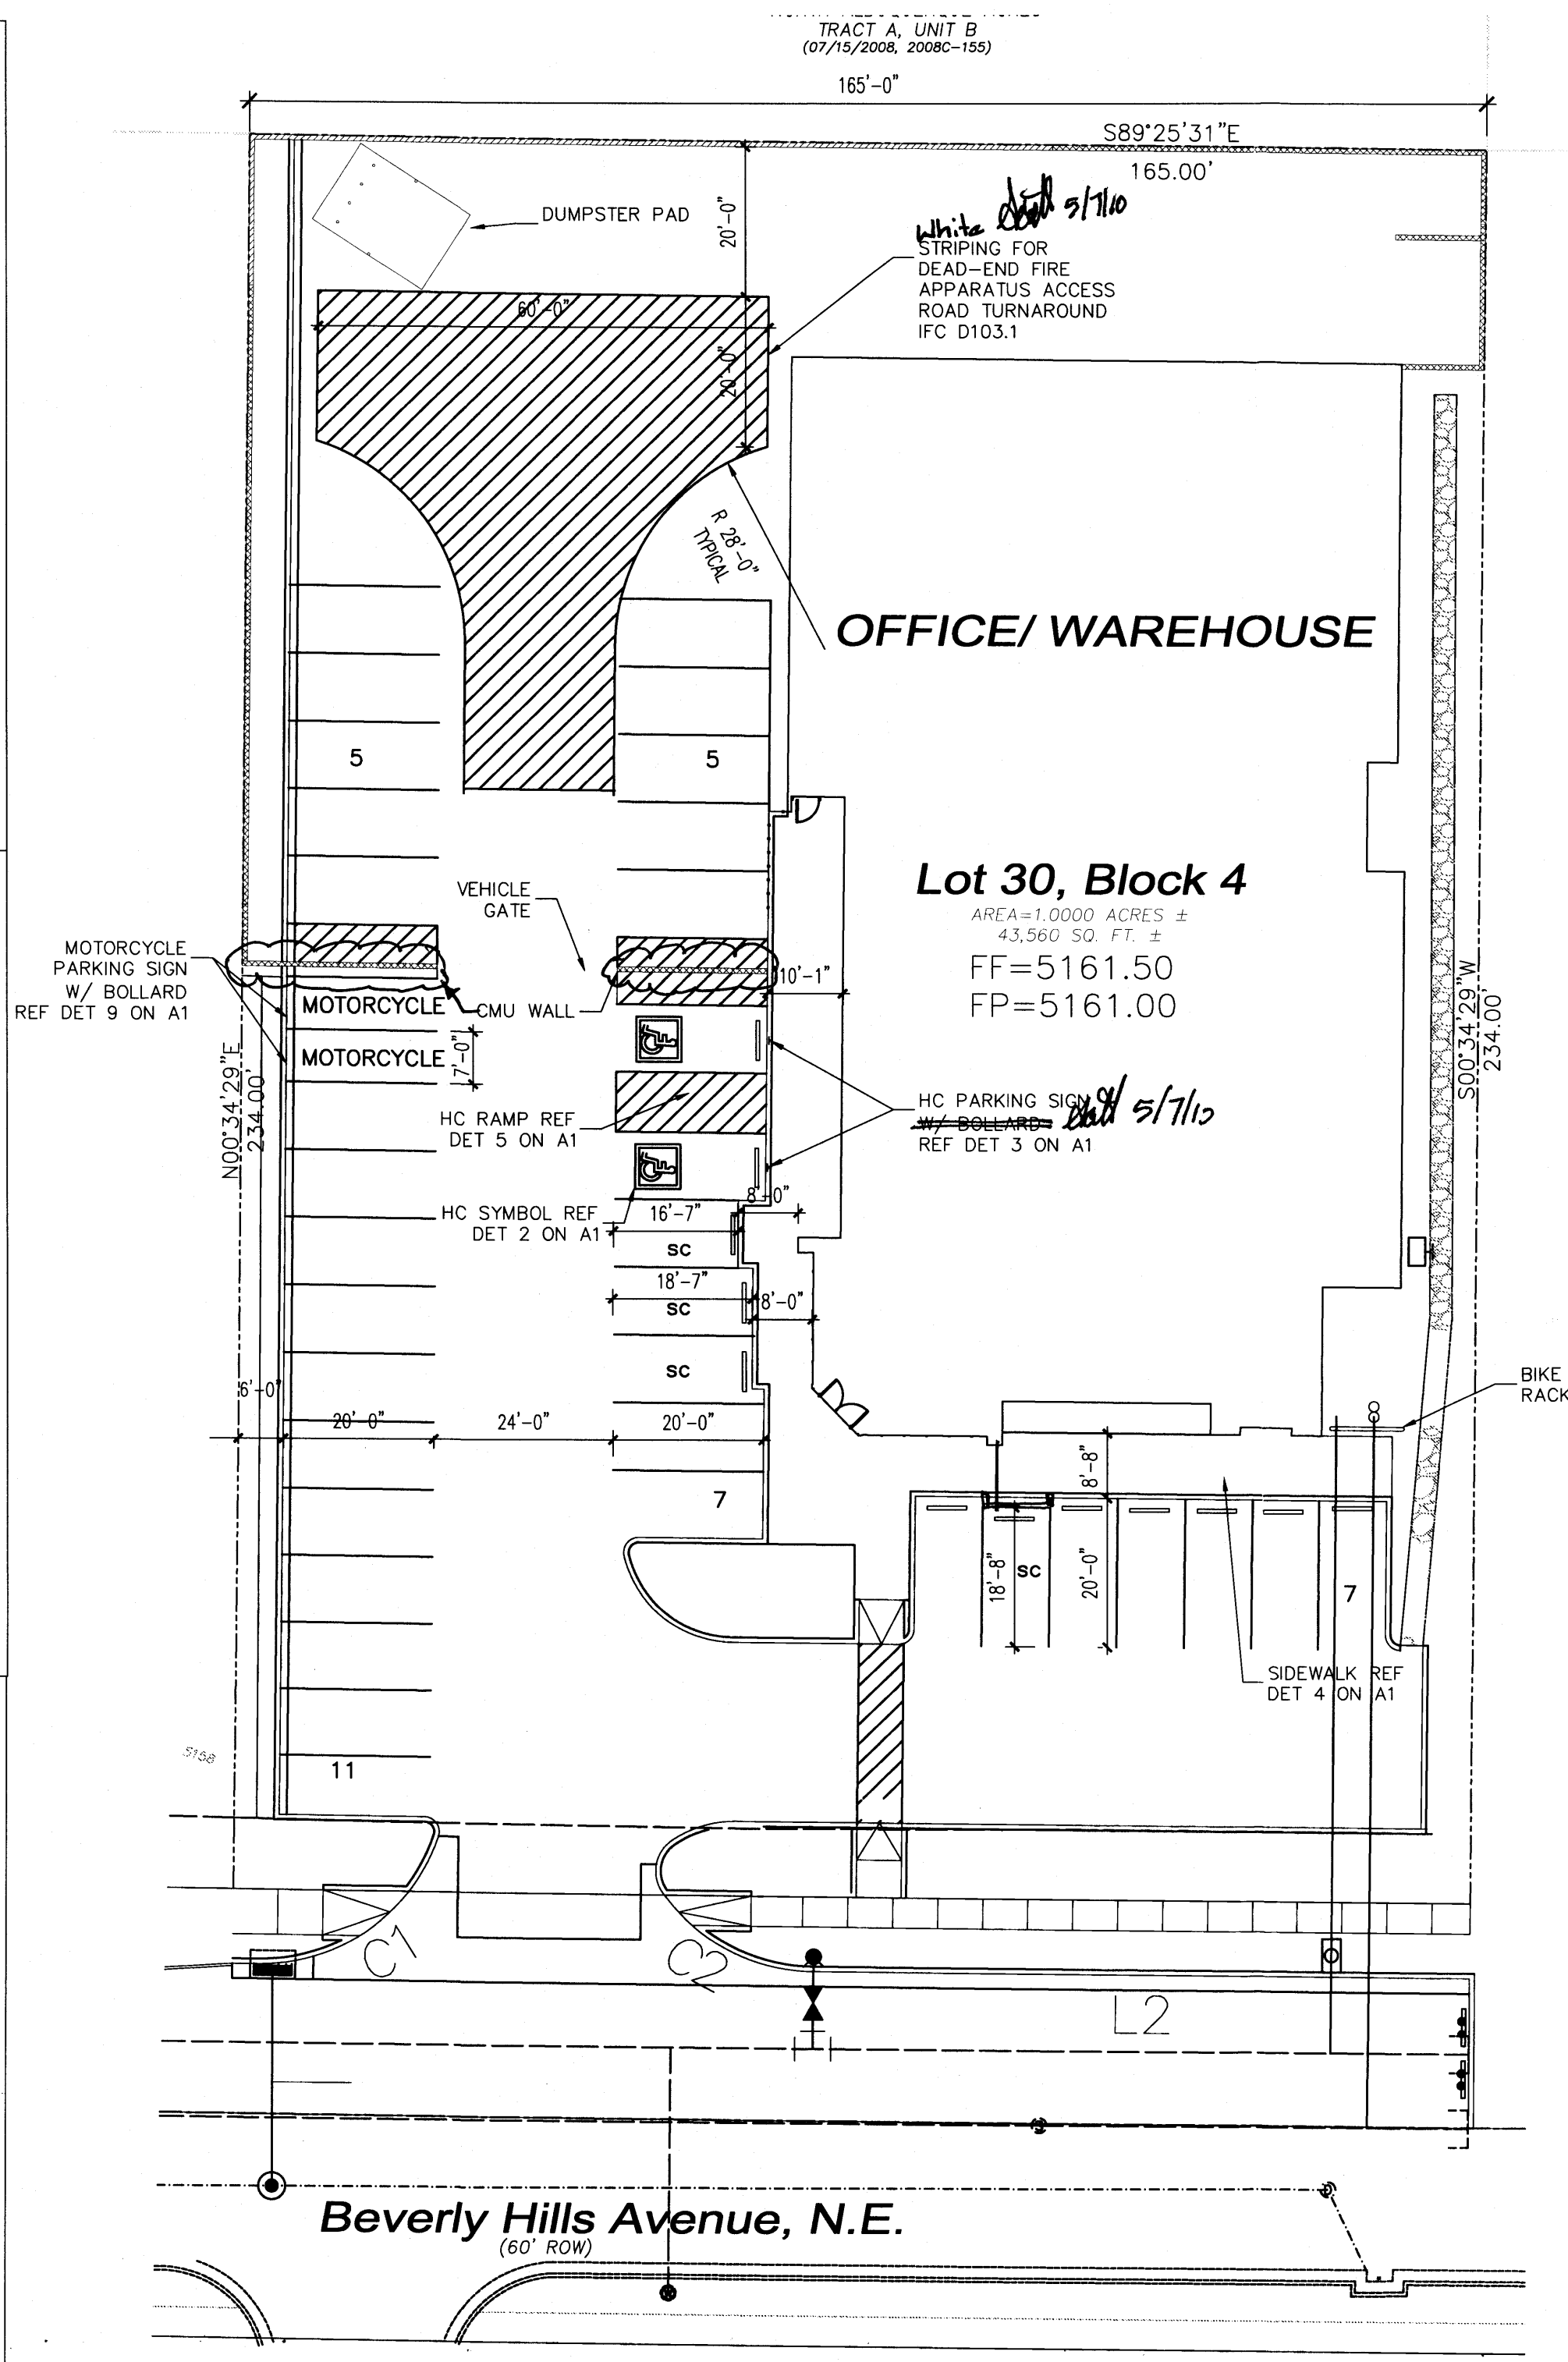 TRACT A, UNIT B
(07/15/2008, 2008C-155)
165'-0"
S89°25'31"E
165.00'
DUMPSTER PAD
20'-0"
White 5/7/10
STRIPING FOR
DEAD-END FIRE
APPARATUS ACCESS
ROAD TURNAROUND
IFC D103.1
60'-0"
20'-0"
R 28'-0"
TYPICAL
OFFICE/ WAREHOUSE
5
5
VEHICLE
GATE
Lot 30, Block 4
AREA=1.0000 ACRES ±
43,560 SQ. FT. ±
FF=5161.50
FP=5161.00
MOTORCYCLE
PARKING SIGN
W/ BOLLARD
REF DET 9 ON A1
10'-1"
MOTORCYCLE
CMU WALL
MOTORCYCLE
7'-0"
N00°34'29"E
234.00'
S00°34'29"W
234.00'
HC RAMP REF
DET 5 ON A1
HC PARKING SIGN
W/ BOLLARD 5/7/10
REF DET 3 ON A1
HC SYMBOL REF
DET 2 ON A1
8'-0"
16'-7"
SC
18'-7"
SC
8'-0"
SC
BIKE
RACK
6'-0"
20'-0"
24'-0"
20'-0"
8'-8"
7
18'-8"
SC
20'-0"
7
SIDEWALK REF
DET 4 ON A1
5158
11
C1
C2
L2
Beverly Hills Avenue, N.E.
(60' ROW)